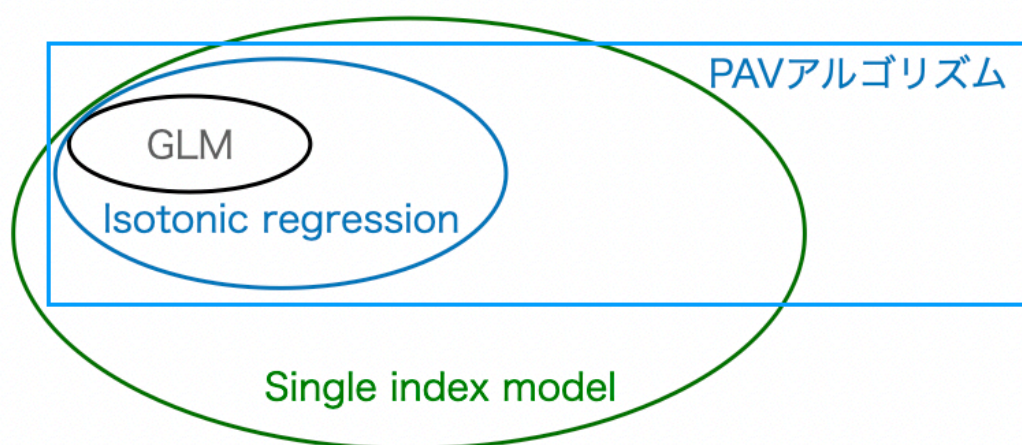 PAVアルゴリズム
GLM
Isotonic regression
Single index model